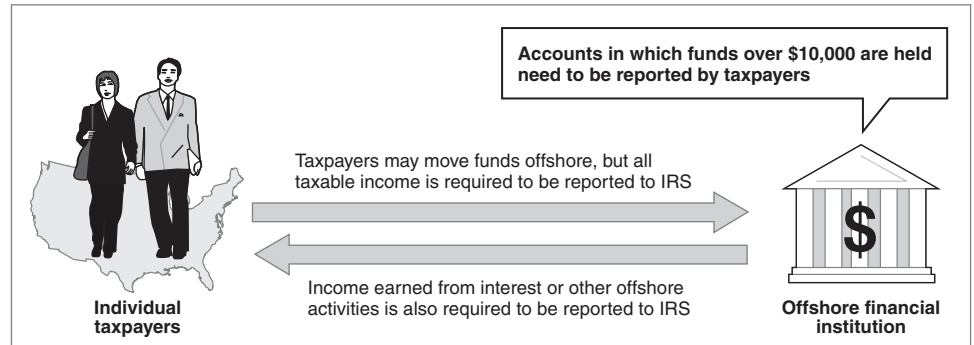 Accounts in which funds over $10,000 are held
need to be reported by taxpayers
Taxpayers may move funds offshore, but all
taxable income is required to be reported to IRS
$
Income earned from interest or other offshore
activities is also required to be reported to IRS
Individual
taxpayers
Offshore financial
institution